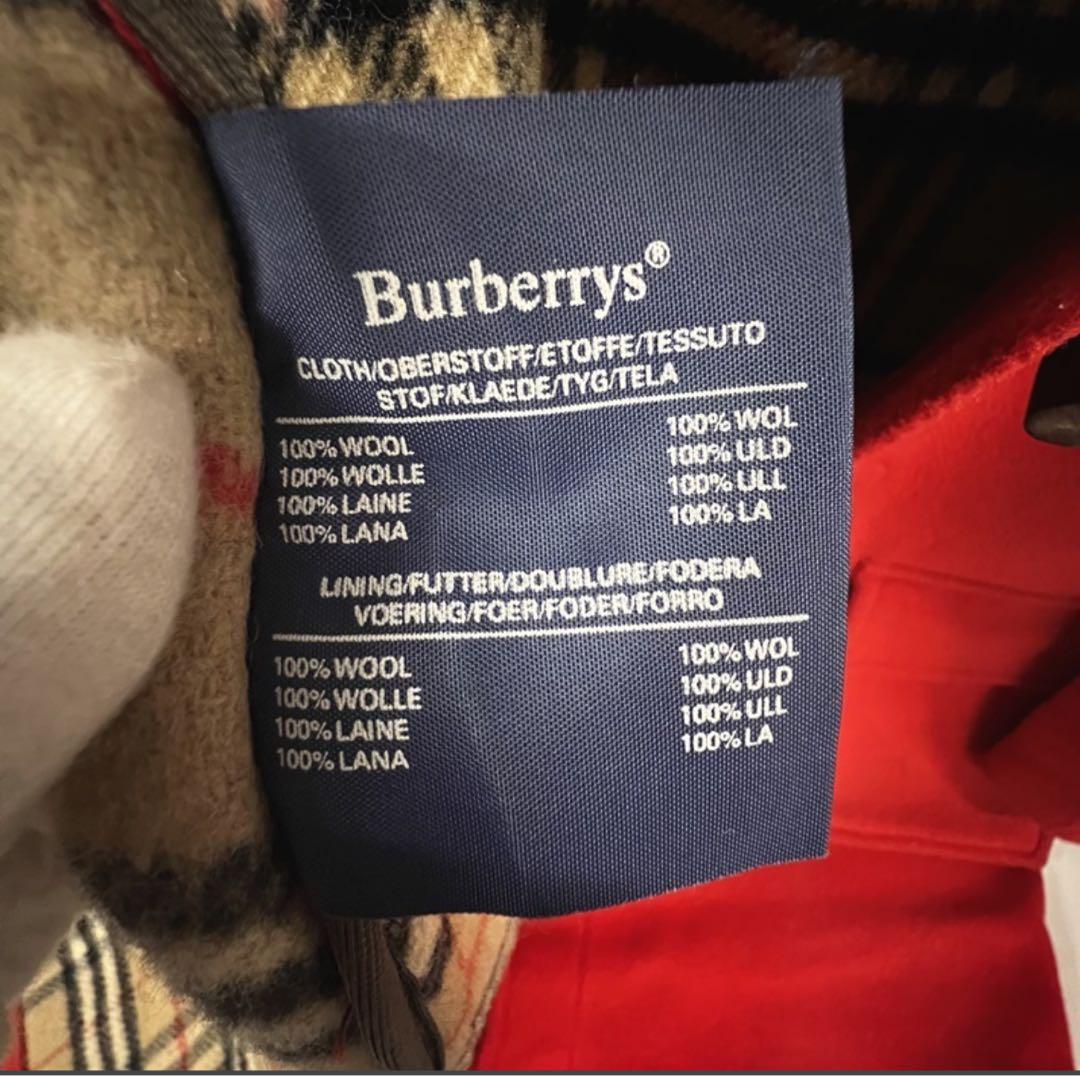 Burberrys®
CLOTH/OBERSTOFF/ETOFFE/TESSUTO
STOF/KLAEDE/TYG/TELA
100% WOOL
100% WOLLE
100% LAINE
100% LANA
100% WOL
100% ULD
100% ULL
100% LA
LINING/FUTTER/DOUBLURE/FODERA
VOERING/FOER/FODER/FORRO
100% WOOL
100% WOLLE
100% LAINE
100% LANA
100% WOL
100% ULD
100% ULL
100% LA